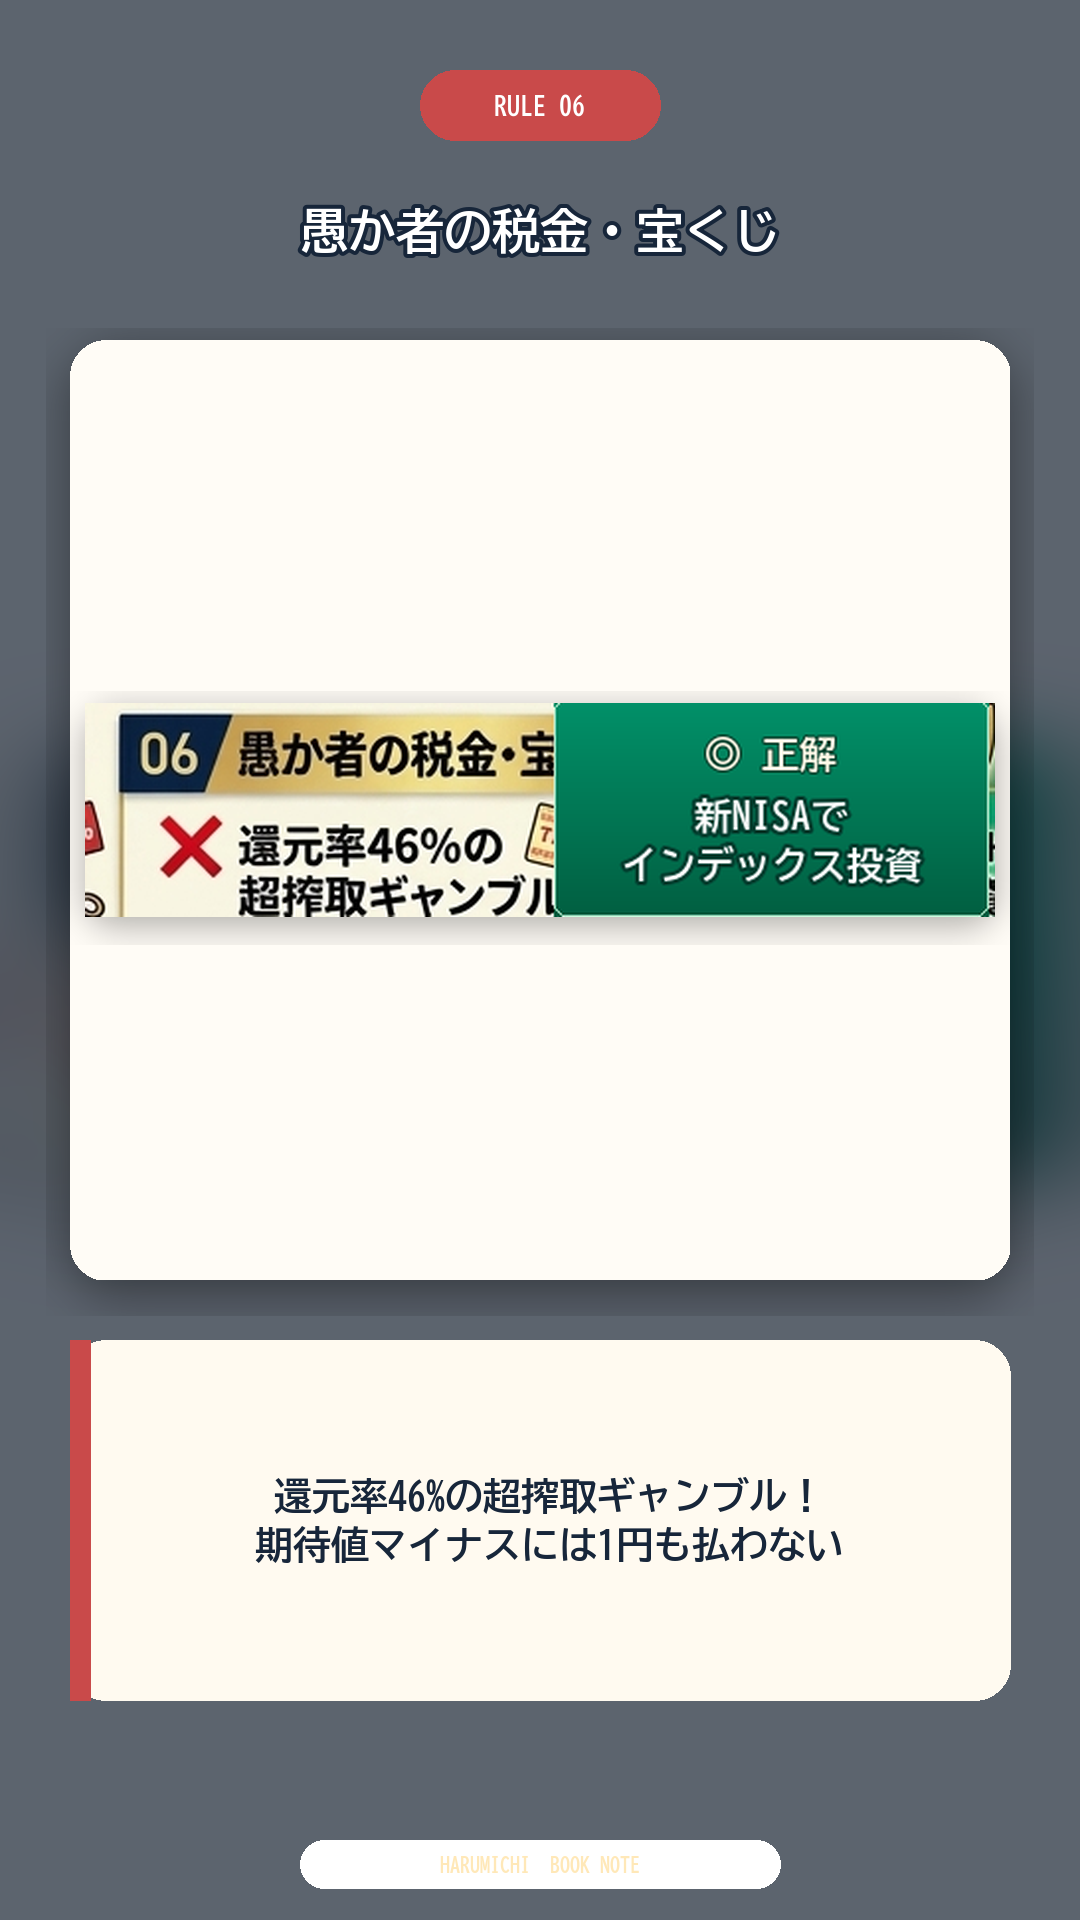 RULE 06
愚か者の税金・宝くじ
06 愚か者の税金・宝
還元率46%の
超搾取ギャンブル
◎ 正解
新NISAで
インデックス投資
還元率46%の超搾取ギャンブル！
期待値マイナスには1円も払わない
HARUMICHI BOOK NOTE